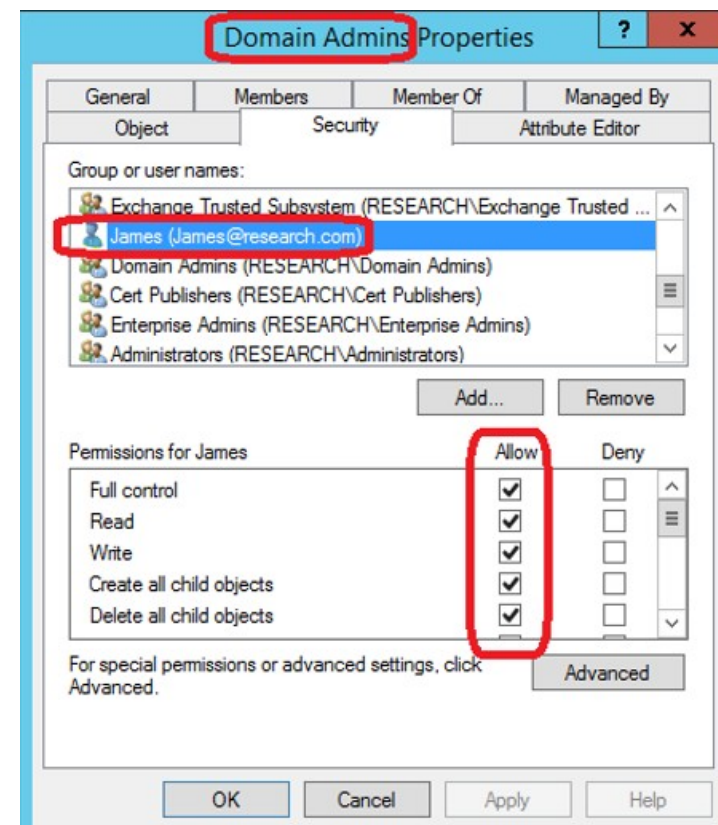 Domain Admins Properties
? x
General Members Member Of Managed By
Object Security Attribute Editor
Group or user names:
Exchange Trusted Subsystem (RESEARCH\Exchange Trusted ...
James (James@research.com)
Domain Admins (RESEARCH\Domain Admins)
Cert Publishers (RESEARCH\Cert Publishers)
Enterprise Admins (RESEARCH\Enterprise Admins)
Administrators (RESEARCH\Administrators)
Add... Remove
Permissions for James Allow Deny
Full control
Read
Write
Create all child objects
Delete all child objects
For special permissions or advanced settings, click
Advanced.
Advanced
OK Cancel Apply Help